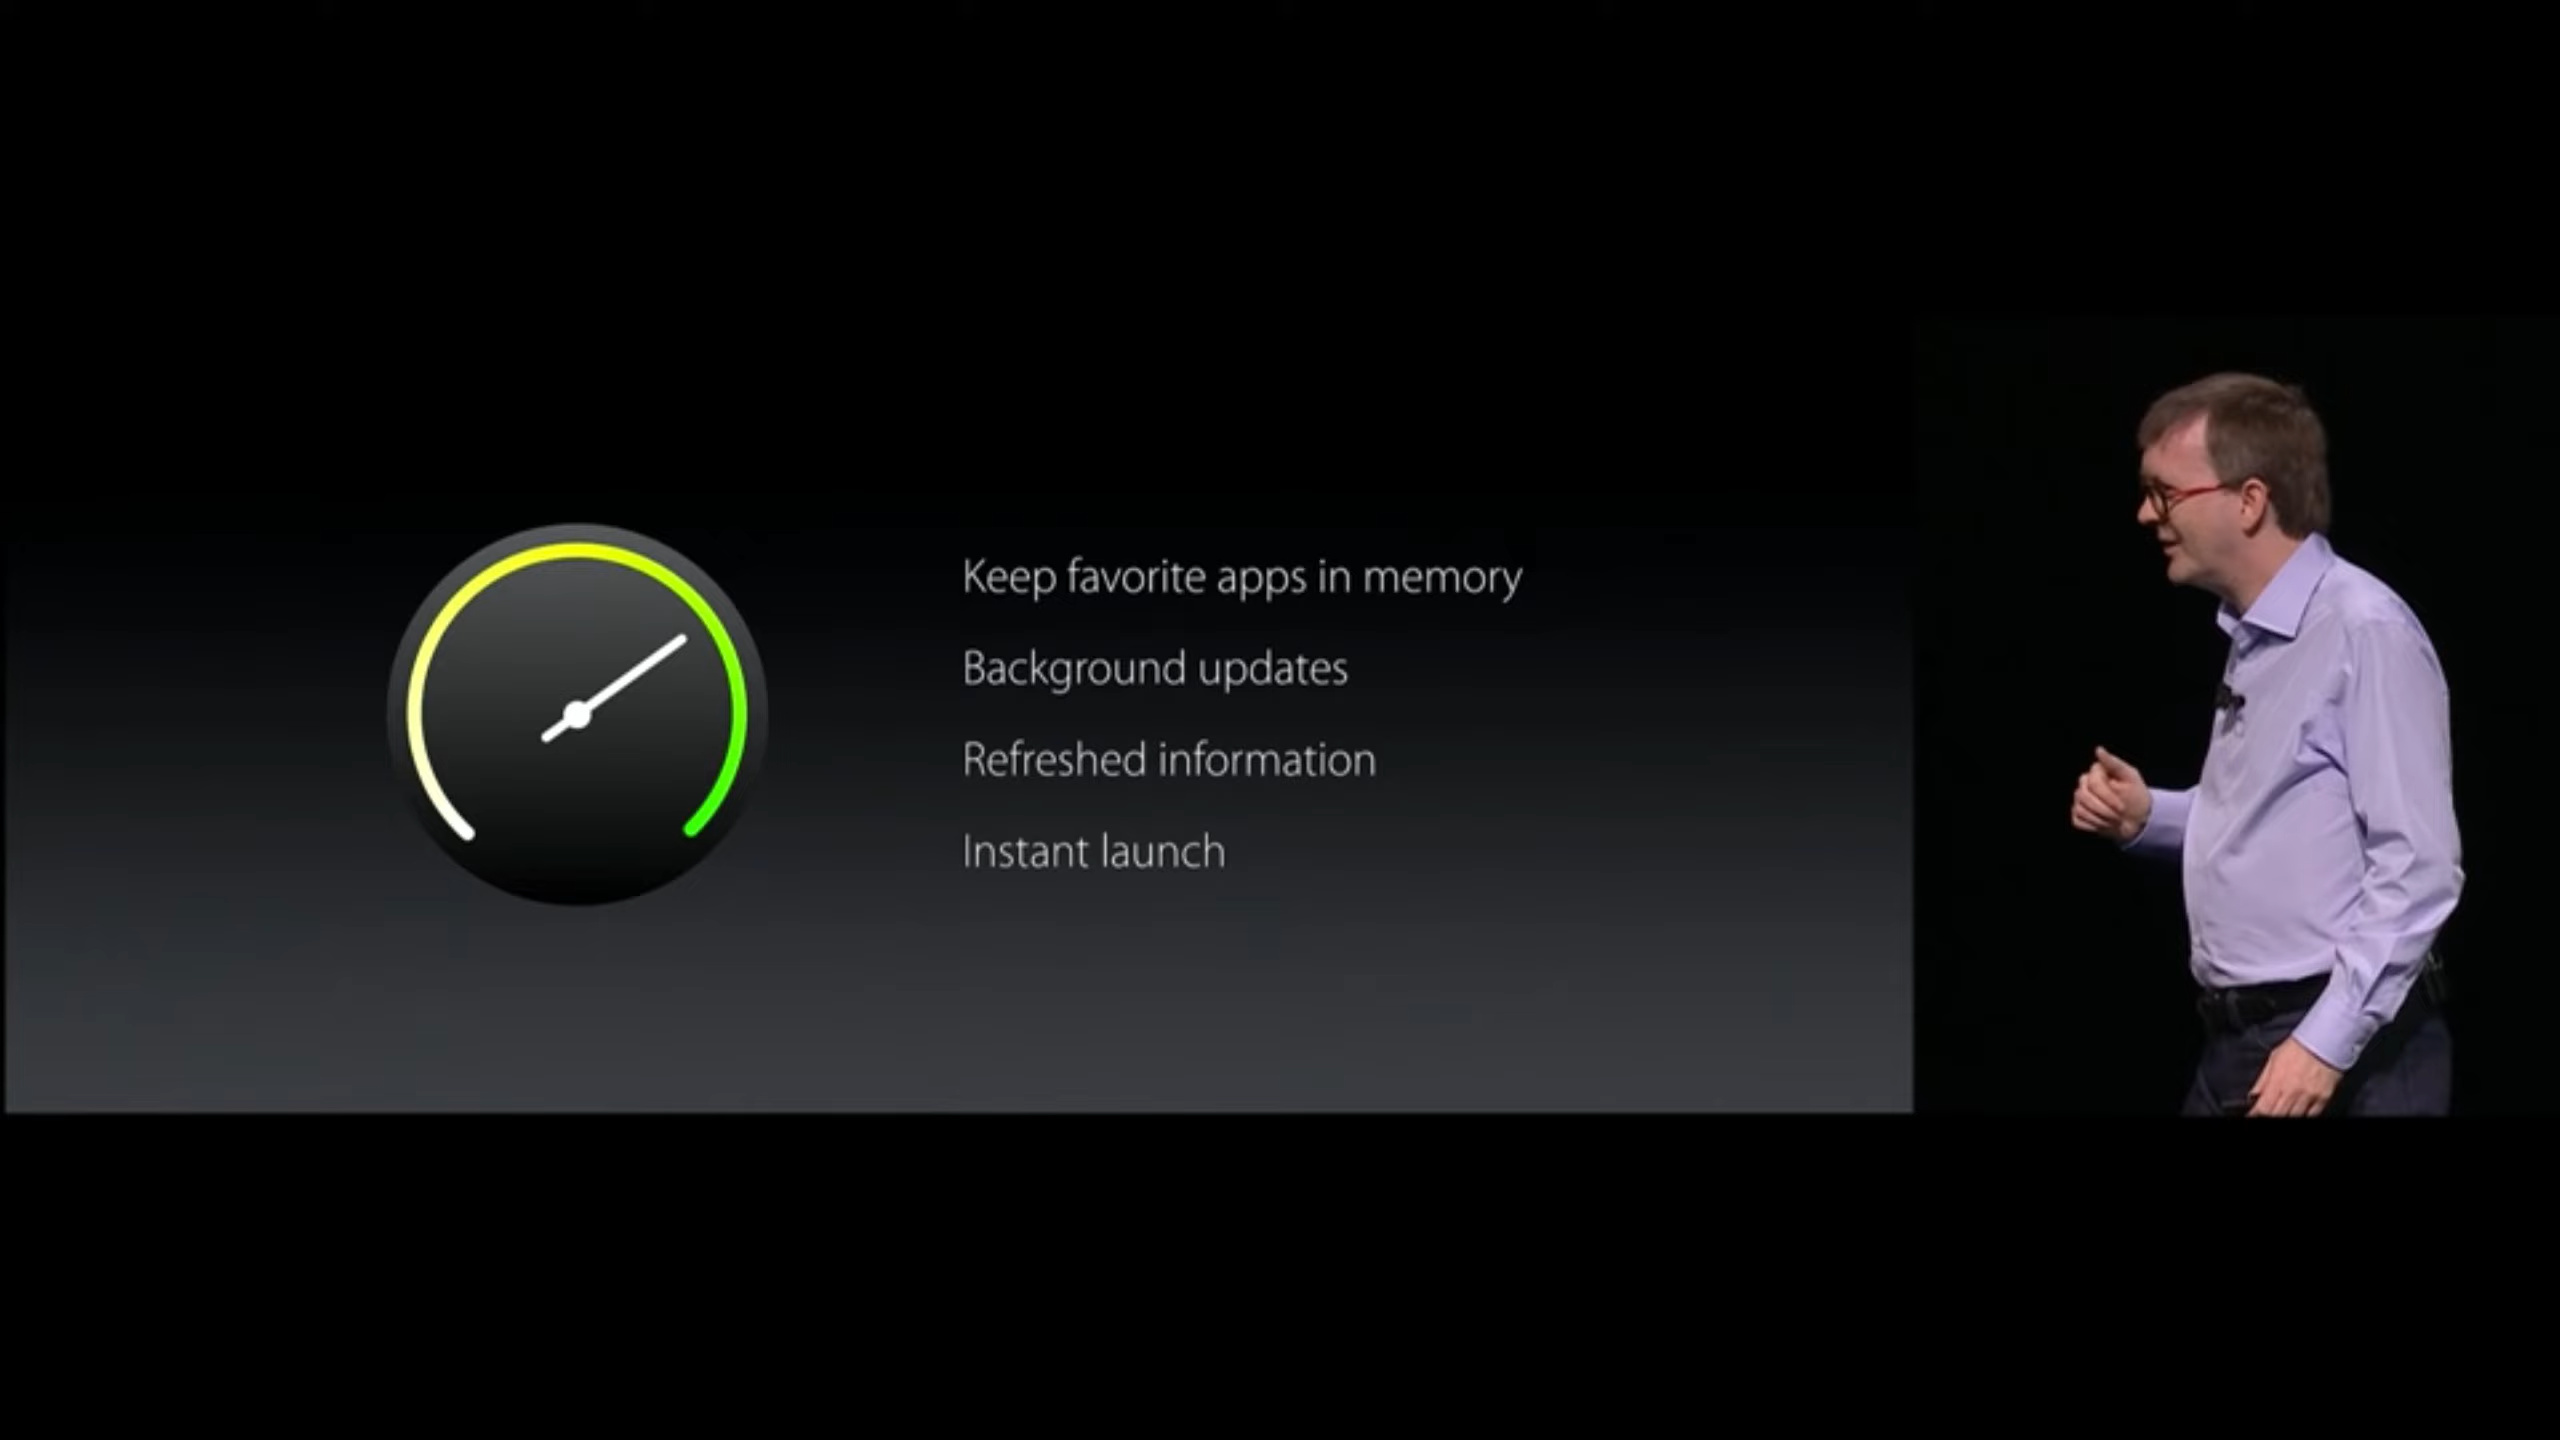 Keep favorite apps in memory
Background updates
Refreshed information
Instant launch